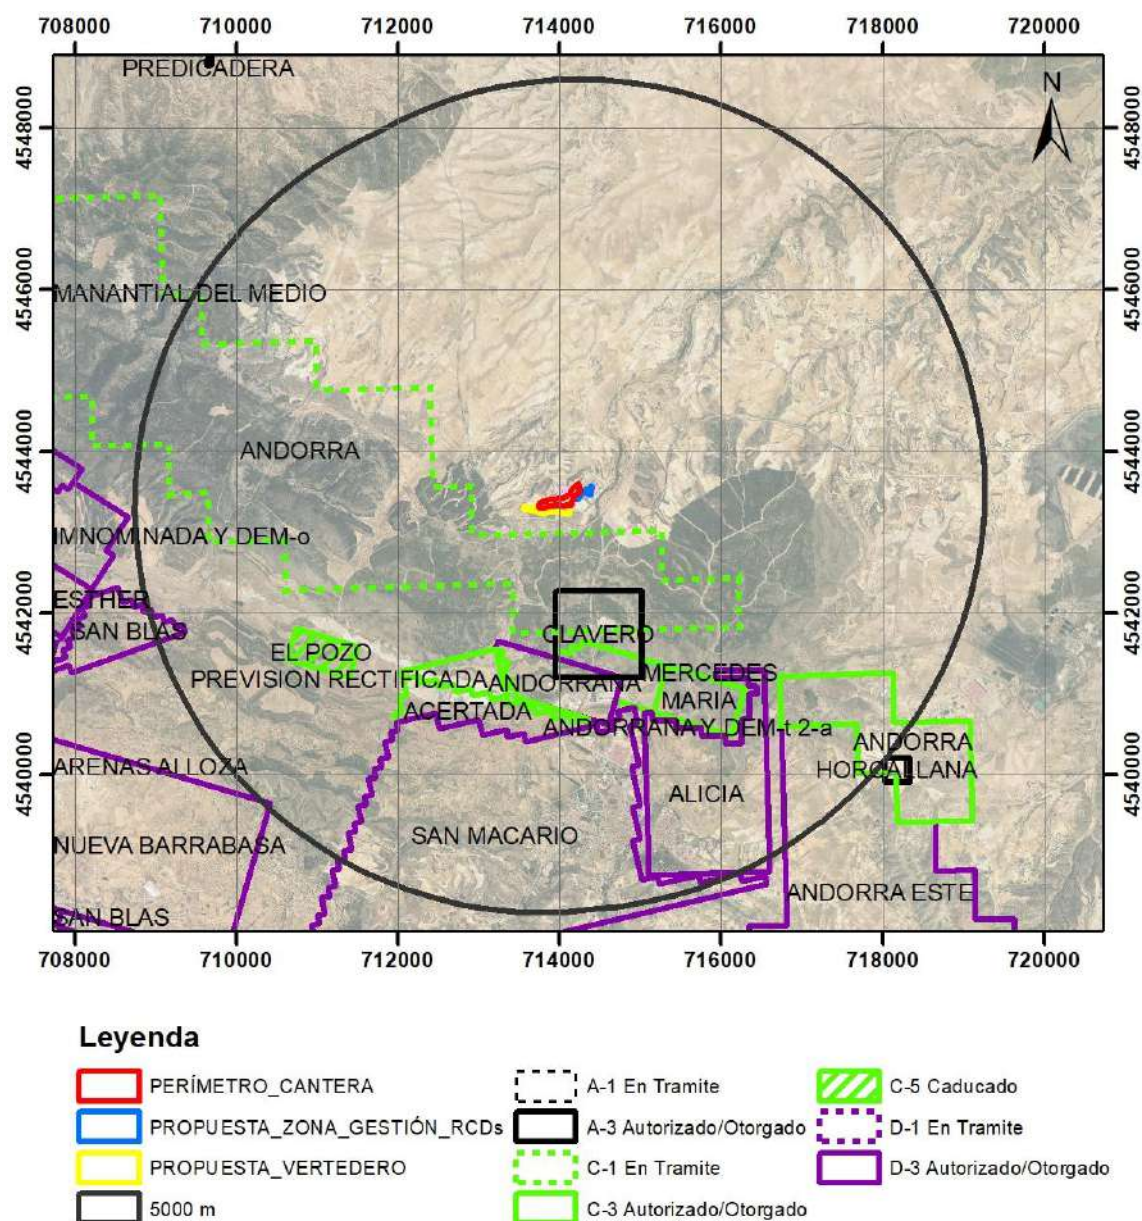 708000 710000 712000 714000 716000 718000 720000
PREDICADERA
N
4548000 4548000
MANANTIAL DEL MEDIO
4546000 4546000
ANDORRA
4544000 4544000
IMNOMINADA Y DEM-o
ESTHER
4542000 4542000
SAN BLAS
CLAVERO
EL POZO
MERCEDES
PREVISION RECTIFICADA
ANDORRANA
MARIA
ACERTADA
ANDORRANA Y DEM-t 2-a
ANDORRA
HORCALLANA
ARENAS ALLOZA
4540000 4540000
ALICIA
SAN MACARIO
NUEVA BARRABASA
ANDORRA ESTE
SAN BLAS
708000 710000 712000 714000 716000 718000 720000
Leyenda
PERÍMETRO_CANTERA
PROPUESTA_ZONA_GESTIÓN_RCDs
PROPUESTA_VERTEDERO
5000 m
A-1 En Tramite
A-3 Autorizado/Otorgado
C-1 En Tramite
C-3 Autorizado/Otorgado
C-5 Caducado
D-1 En Tramite
D-3 Autorizado/Otorgado